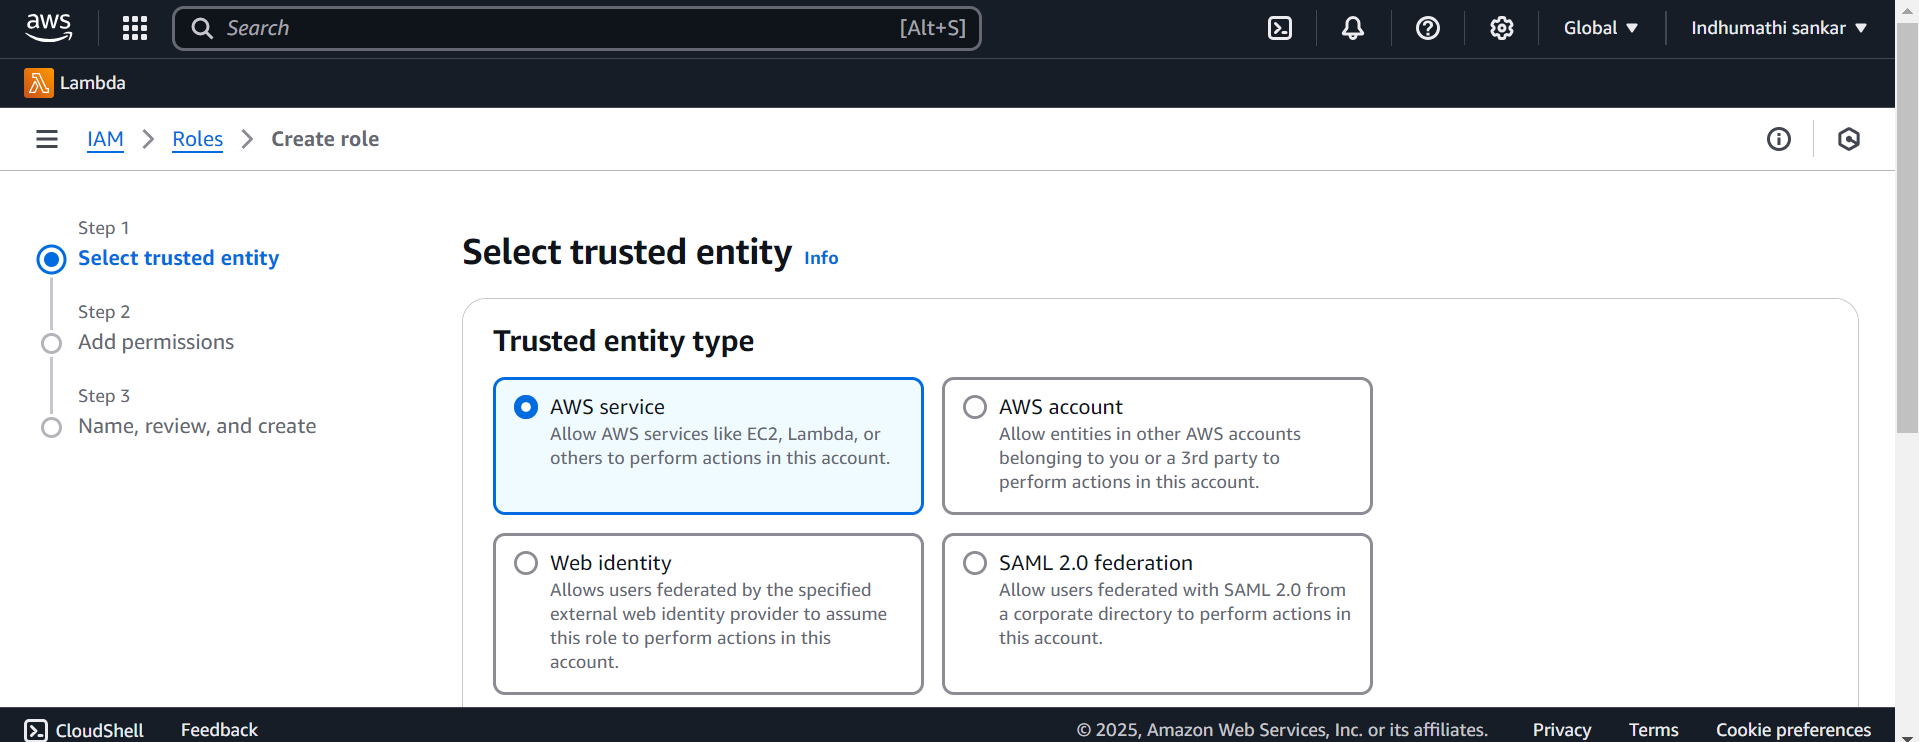 aws
Search
[Alt+S]
Global
Indhumathi sankar
Lambda
IAM
Roles
Create role
Step 1
Select trusted entity
Step 2
Add permissions
Step 3
Name, review, and create
Select trusted entity Info
Trusted entity type
AWS service
Allow AWS services like EC2, Lambda, or
others to perform actions in this account.
AWS account
Allow entities in other AWS accounts
belonging to you or a 3rd party to
perform actions in this account.
Web identity
Allows users federated by the specified
external web identity provider to assume
this role to perform actions in this
account.
SAML 2.0 federation
Allow users federated with SAML 2.0 from
a corporate directory to perform actions in
this account.
CloudShell
Feedback
© 2025, Amazon Web Services, Inc. or its affiliates.
Privacy
Terms
Cookie preferences